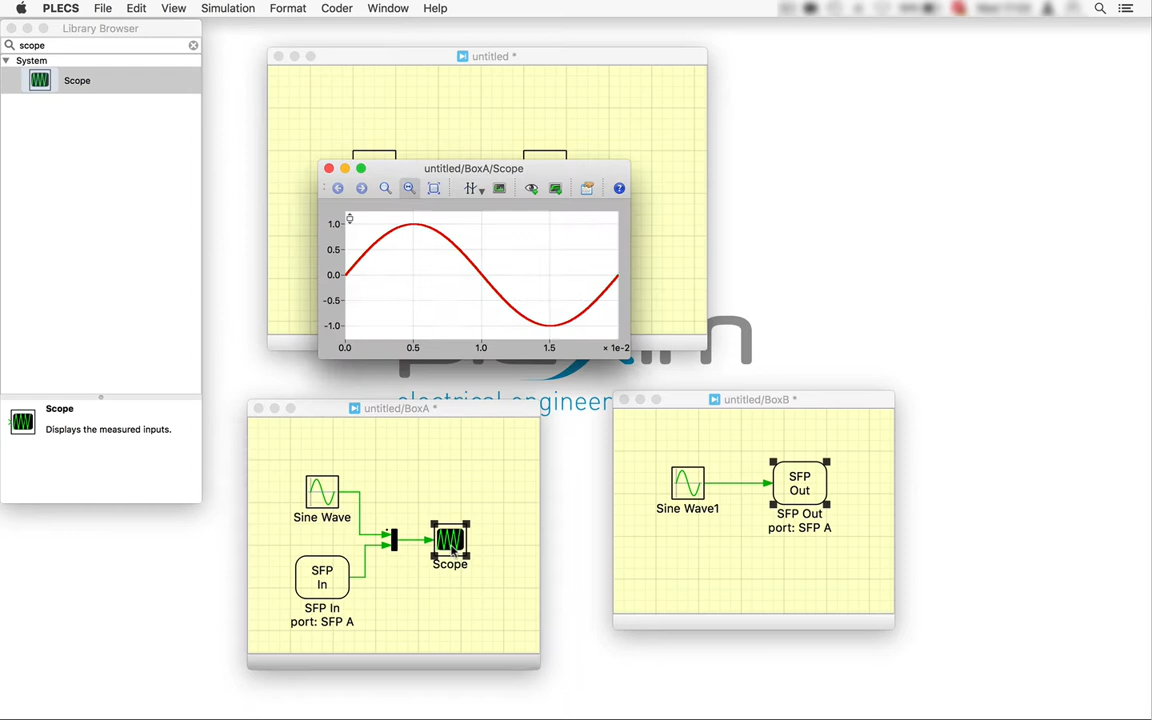 PLECS File Edit View Simulation Format Coder Window Help
Library Browser
scope
System
Scope
Scope
Displays the measured inputs.
untitled *
untitled/BoxA/Scope
1.0
0.5
0.0
-0.5
-1.0
0.0 0.5 1.0 1.5 × 1e-2
electrical engineer
untitled/BoxA *
Sine Wave
SFP
In
SFP In
port: SFP A
Scope
untitled/BoxB *
Sine Wave1
SFP
Out
SFP Out
port: SFP A